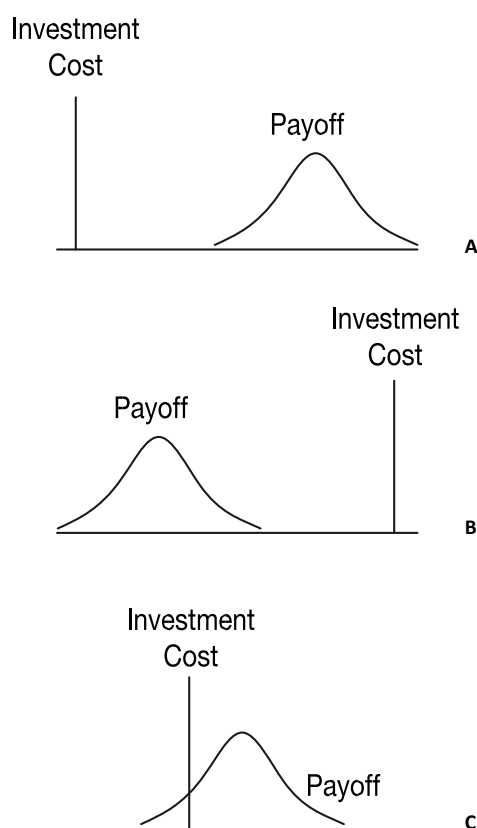 Investment
Cost
Payoff
A
Investment
Cost
Payoff
B
Investment
Cost
Payoff
C